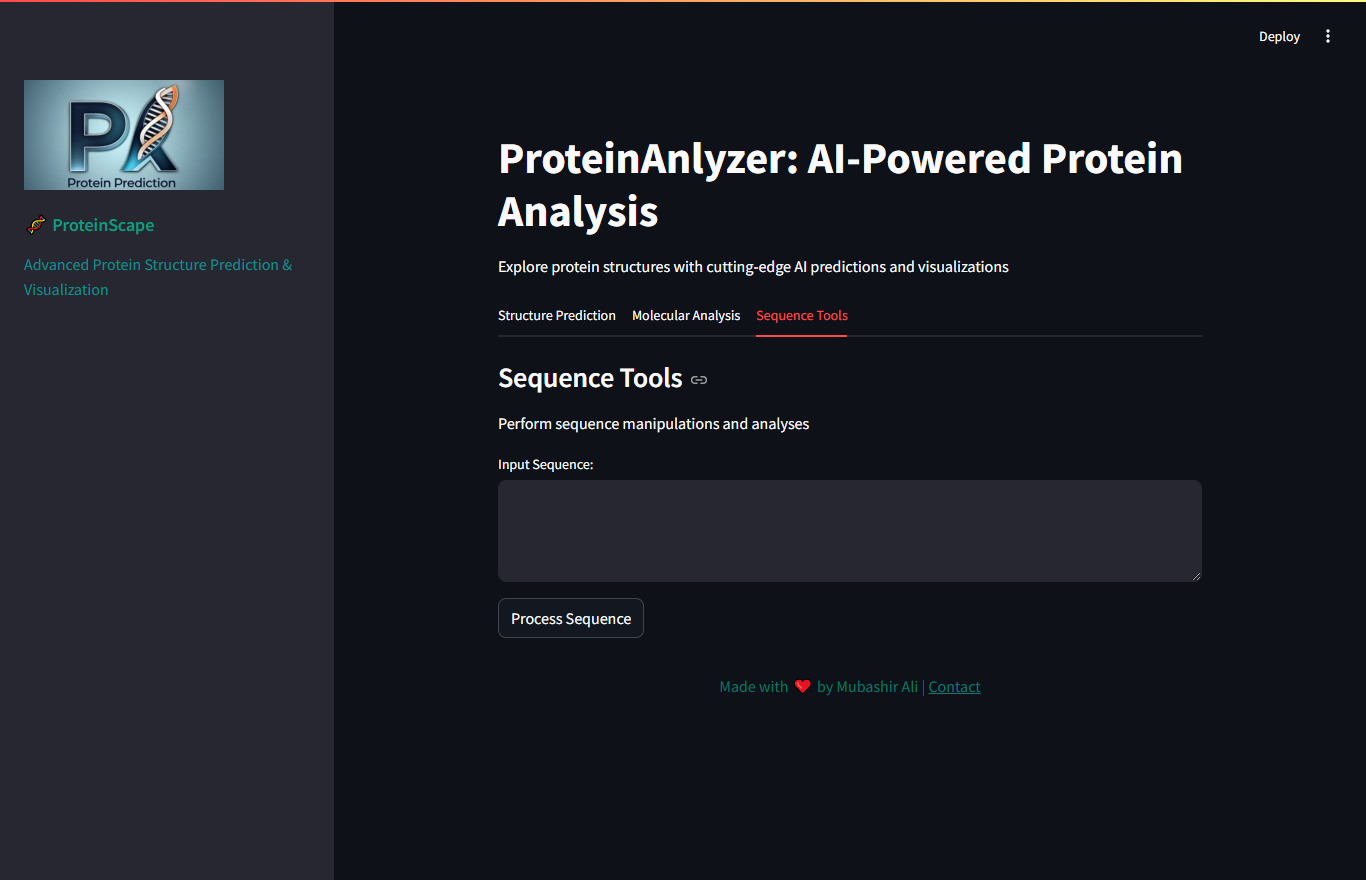 Deploy
PA
Protein Prediction
ProteinScape
Advanced Protein Structure Prediction &
Visualization
ProteinAnlyzer: AI-Powered Protein
Analysis
Explore protein structures with cutting-edge AI predictions and visualizations
Structure Prediction Molecular Analysis Sequence Tools
Sequence Tools
Perform sequence manipulations and analyses
Input Sequence:
Process Sequence
Made with ❤ by Mubashir Ali | Contact